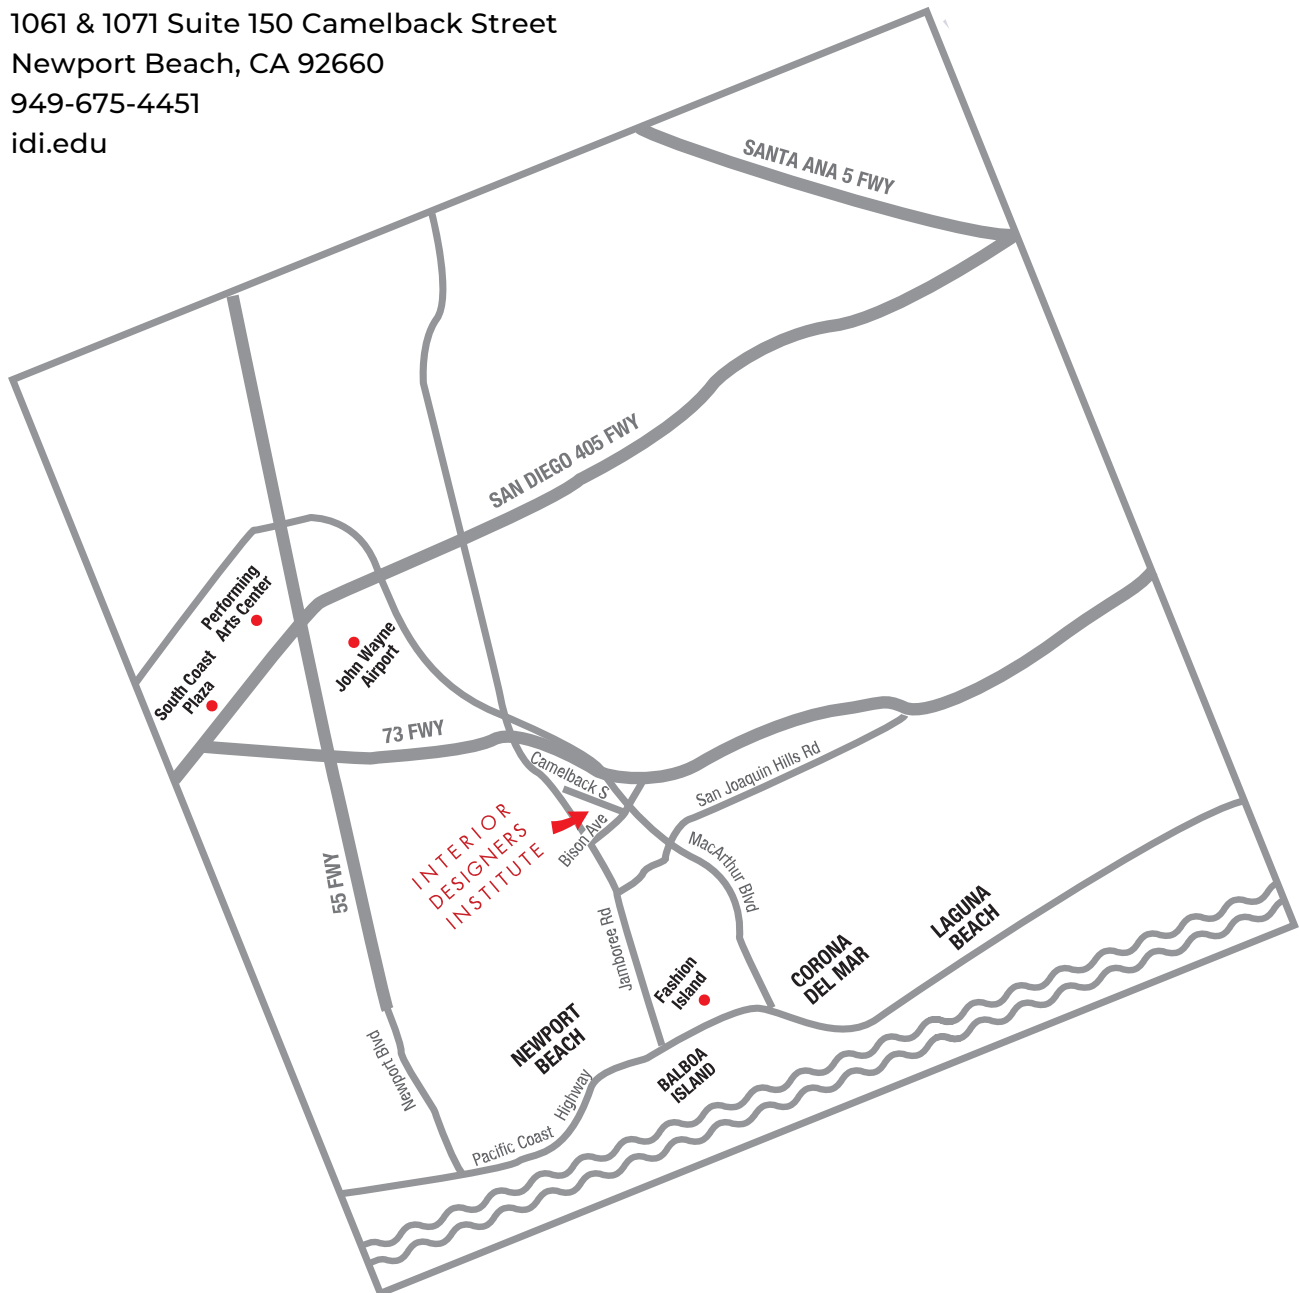 1061 & 1071 Suite 150 Camelback Street
Newport Beach, CA 92660
949-675-4451
idi.edu
SANTA ANA 5 FWY
SAN DIEGO 405 FWY
Performing
Arts Center
South Coast
Plaza
John Wayne
Airport
73 FWY
Camelback S
San Joaquin Hills Rd
INTERIOR
DESIGNERS
INSTITUTE
Bison Ave
MacArthur Blvd
55 FWY
Jamboree Rd
Fashion
Island
CORONA
DEL MAR
LAGUNA
BEACH
NEWPORT
BEACH
BALBOA
ISLAND
Newport Blvd
Pacific Coast Highway